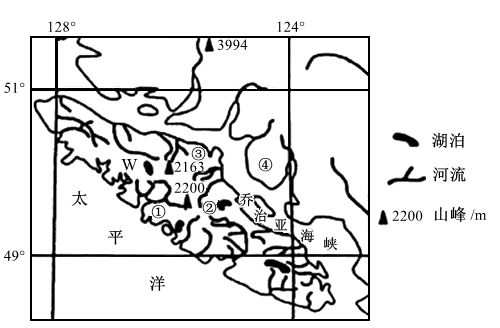 128° 124°
3994
51°
③
W 2163 ④
2200
① ② 乔治亚海峡
太平洋
49°
湖泊
河流
2200 山峰/m